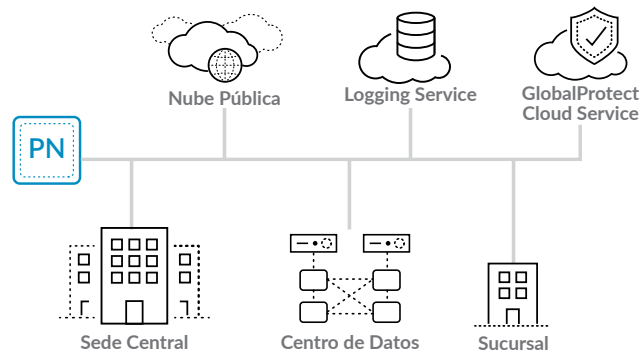 Nube Pública
Logging Service
GlobalProtect
Cloud Service
PN
Sede Central
Centro de Datos
Sucursal